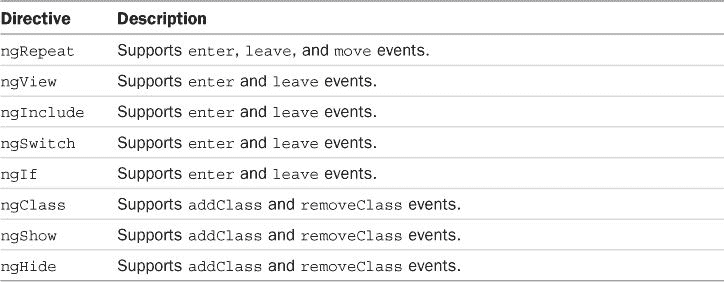 Directive Description
ngRepeat Supports enter, leave, and move events.
ngView Supports enter and leave events.
ngInclude Supports enter and leave events.
ngSwitch Supports enter and leave events.
ngIf Supports enter and leave events.
ngClass Supports addClass and removeClass events.
ngShow Supports addClass and removeClass events.
ngHide Supports addClass and removeClass events.